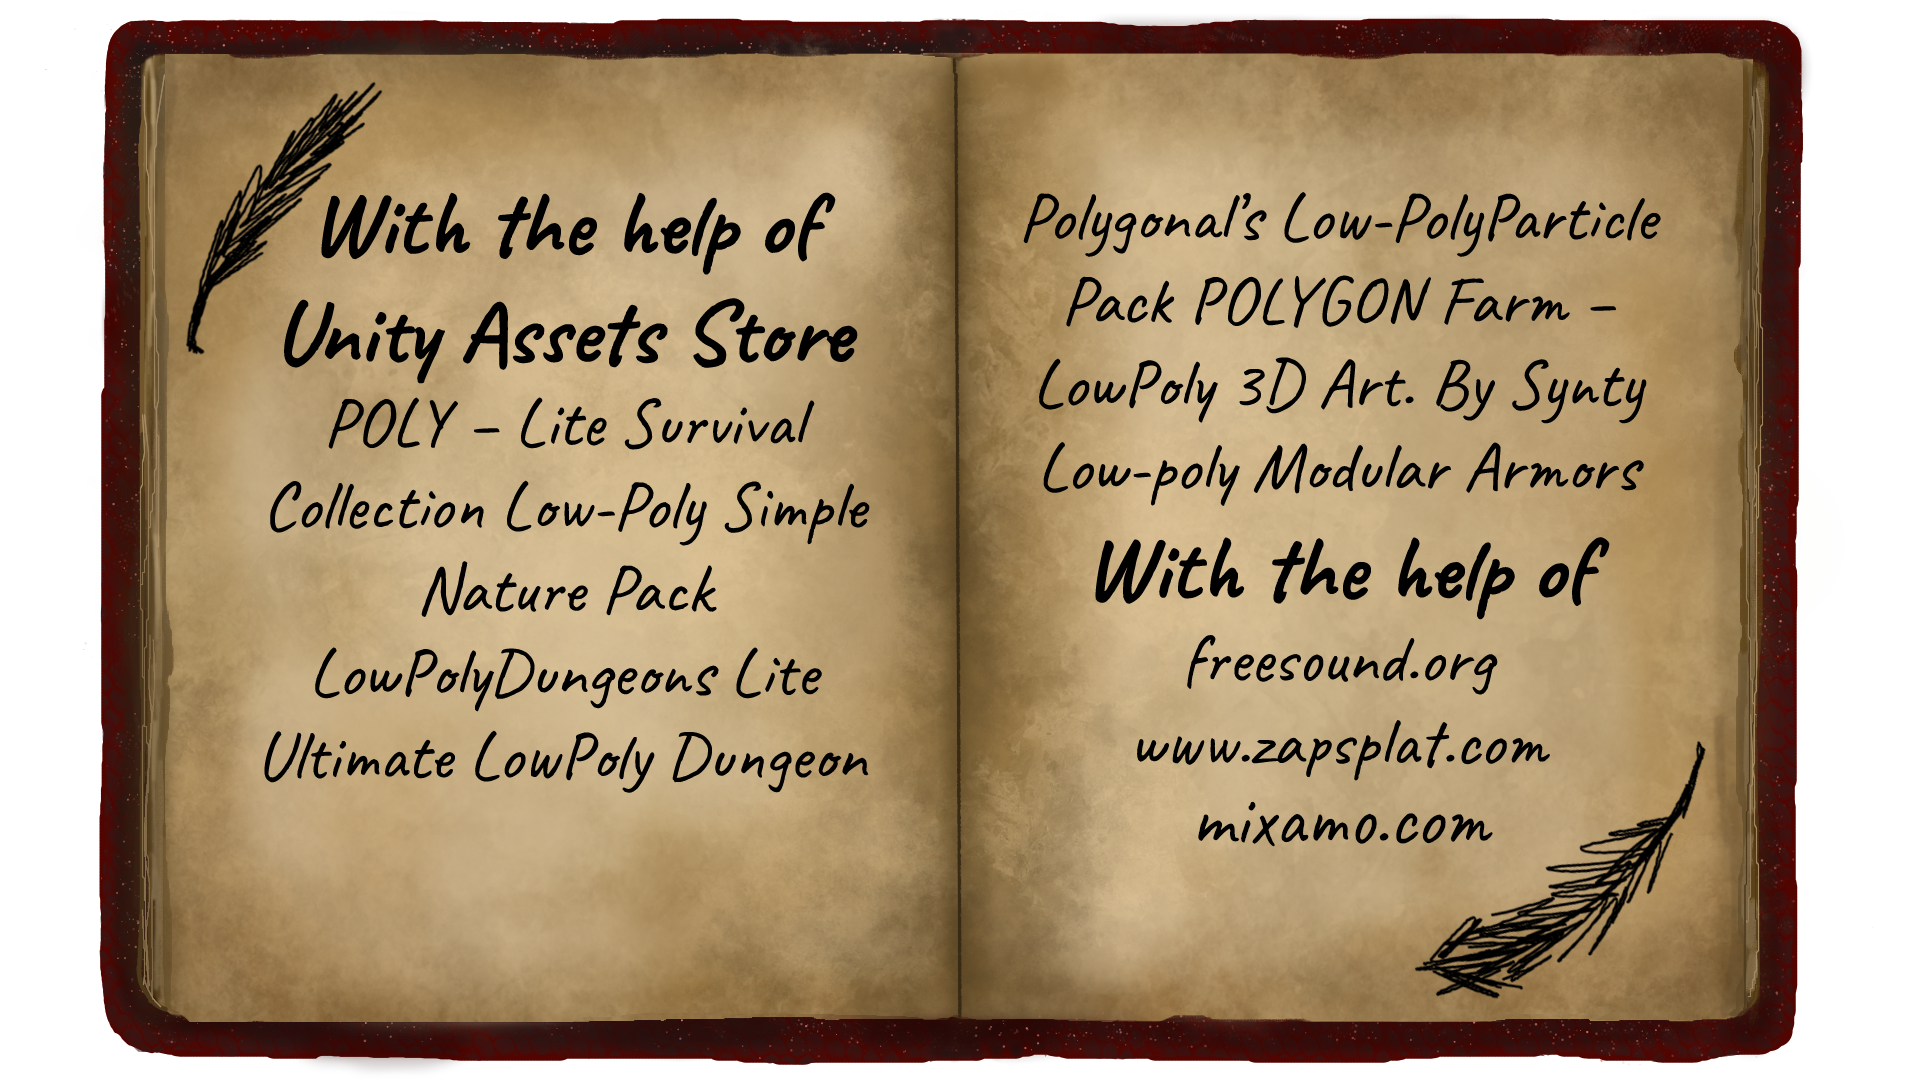 With the help of
Unity Assets Store
POLY – Lite Survival
Collection Low-Poly Simple
Nature Pack
LowPolyDungeons Lite
Ultimate LowPoly Dungeon
Polygonal's Low-PolyParticle
Pack POLYGON Farm –
LowPoly 3D Art. By Synty
Low-poly Modular Armors
With the help of
freesound.org
www.zapsplat.com
mixamo.com